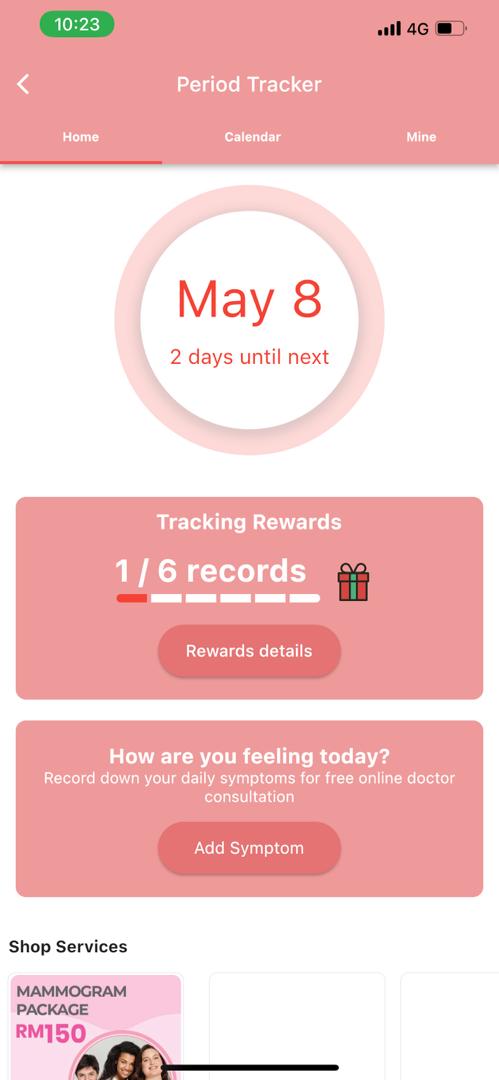 10:23
4G
Period Tracker
Home
Calendar
Mine
May 8
2 days until next
Tracking Rewards
1 / 6 records
Rewards details
How are you feeling today?
Record down your daily symptoms for free online doctor
consultation
Add Symptom
Shop Services
MAMMOGRAM
PACKAGE
RM150